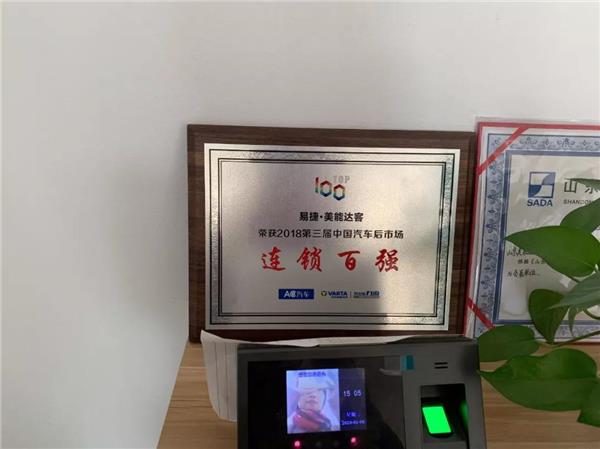 TOP
100
易捷·美能达客
荣获2018第三届中国汽车后市场
连锁百强
AC汽车
VARTA
SADA
山东
SHANDON
15 05